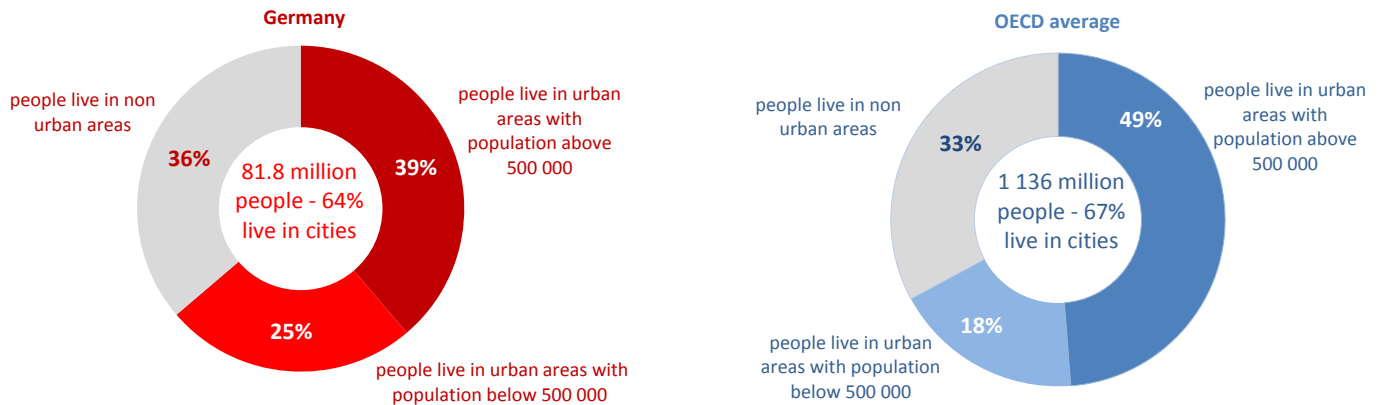 Germany
people live in non
urban areas
36%
people live in urban
areas with
population above
500 000
39%
81.8 million
people - 64%
live in cities
25%
people live in urban areas with
population below 500 000
OECD average
people live in non
urban areas
33%
people live in urban
areas with
population above
500 000
49%
1 136 million
people - 67%
live in cities
18%
people live in urban
areas with population
below 500 000